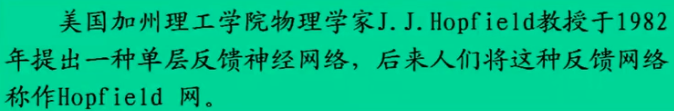 美国加州理工学院物理学家J.J.Hopfield教授于1982
年提出一种单层反馈神经网络，后来人们将这种反馈网络
称作Hopfield 网。